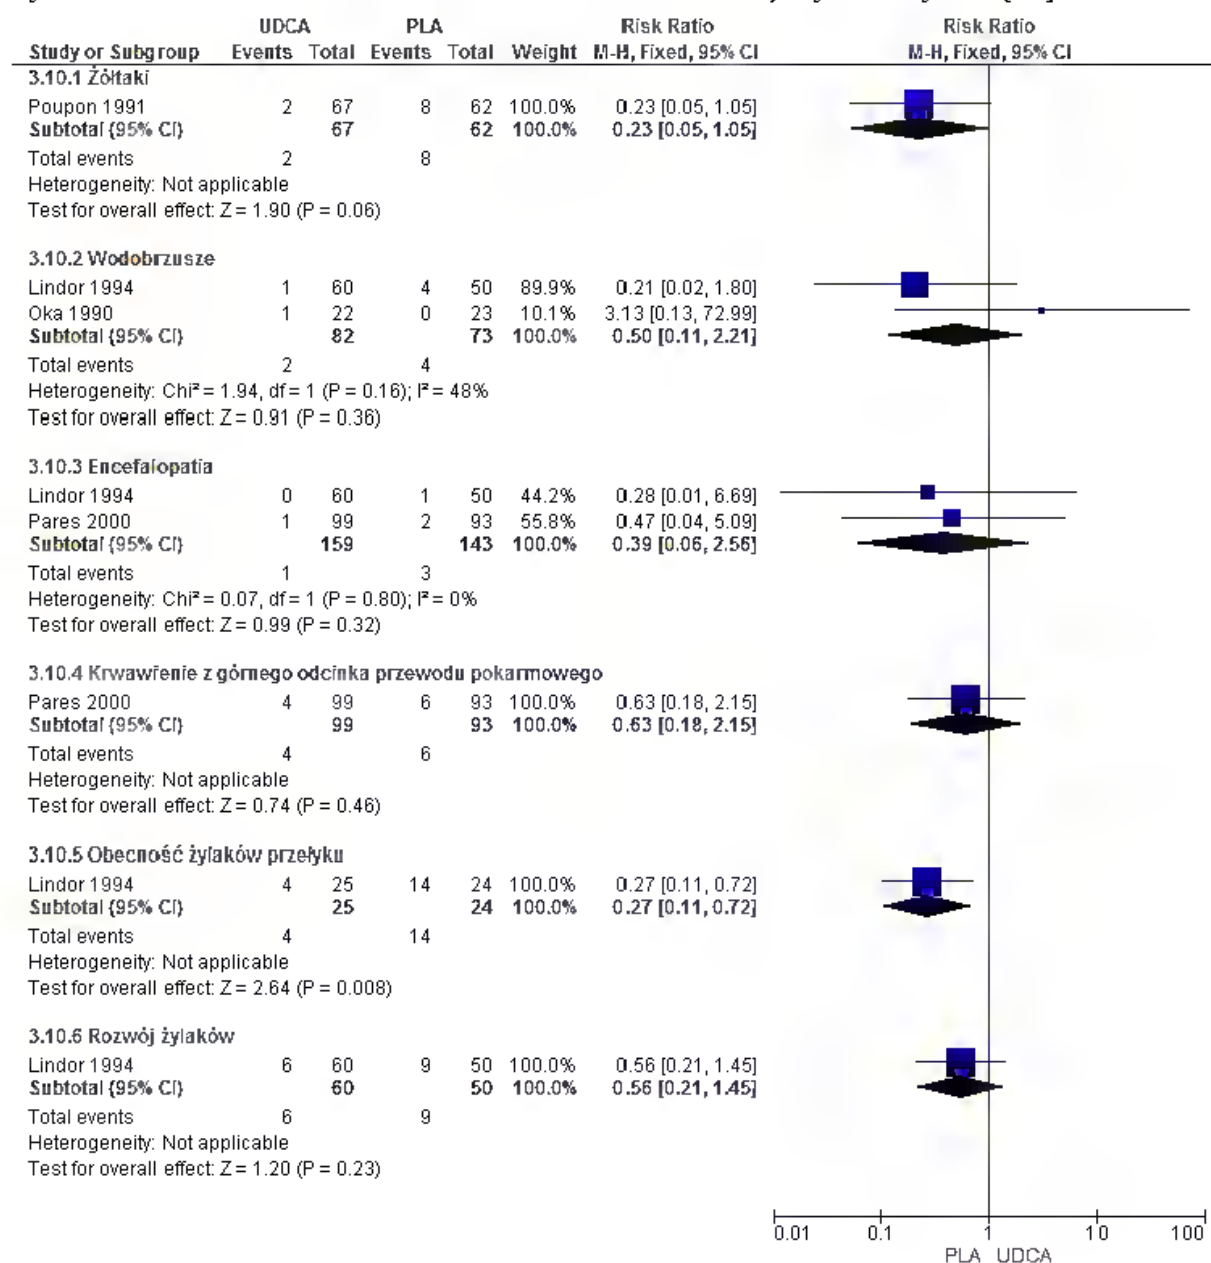 UDCA PLA Risk Ratio Risk Ratio
Study or Subgroup Events Total Events Total Weight M-H, Fixed, 95% CI M-H, Fixed, 95% CI
3.10.1 Żółtaki
Poupon 1991 2 67 8 62 100.0% 0.23 [0.05, 1.05]
Subtotal (95% CI) 67 62 100.0% 0.23 [0.05, 1.05]
Total events 2 8
Heterogeneity: Not applicable
Test for overall effect: Z = 1.90 (P = 0.06)
3.10.2 Wodobrzusze
Lindor 1994 1 60 4 50 89.9% 0.21 [0.02, 1.80]
Oka 1990 1 22 0 23 10.1% 3.13 [0.13, 72.99]
Subtotal (95% CI) 82 73 100.0% 0.50 [0.11, 2.21]
Total events 2 4
Heterogeneity: Chi² = 1.94, df = 1 (P = 0.16); I² = 48%
Test for overall effect: Z = 0.91 (P = 0.36)
3.10.3 Encefalopatia
Lindor 1994 0 60 1 50 44.2% 0.28 [0.01, 6.69]
Pares 2000 1 99 2 93 55.8% 0.47 [0.04, 5.09]
Subtotal (95% CI) 159 143 100.0% 0.39 [0.06, 2.56]
Total events 1 3
Heterogeneity: Chi² = 0.07, df = 1 (P = 0.80); I² = 0%
Test for overall effect: Z = 0.99 (P = 0.32)
3.10.4 Krwawienie z górnego odcinka przewodu pokarmowego
Pares 2000 4 99 6 93 100.0% 0.63 [0.18, 2.15]
Subtotal (95% CI) 99 93 100.0% 0.63 [0.18, 2.15]
Total events 4 6
Heterogeneity: Not applicable
Test for overall effect: Z = 0.74 (P = 0.46)
3.10.5 Obecność żylaków przełyku
Lindor 1994 4 25 14 24 100.0% 0.27 [0.11, 0.72]
Subtotal (95% CI) 25 24 100.0% 0.27 [0.11, 0.72]
Total events 4 14
Heterogeneity: Not applicable
Test for overall effect: Z = 2.64 (P = 0.008)
3.10.6 Rozwój żylaków
Lindor 1994 6 60 9 50 100.0% 0.56 [0.21, 1.45]
Subtotal (95% CI) 60 50 100.0% 0.56 [0.21, 1.45]
Total events 6 9
Heterogeneity: Not applicable
Test for overall effect: Z = 1.20 (P = 0.23)
0.01 0.1 1 10 100
PLA UDCA